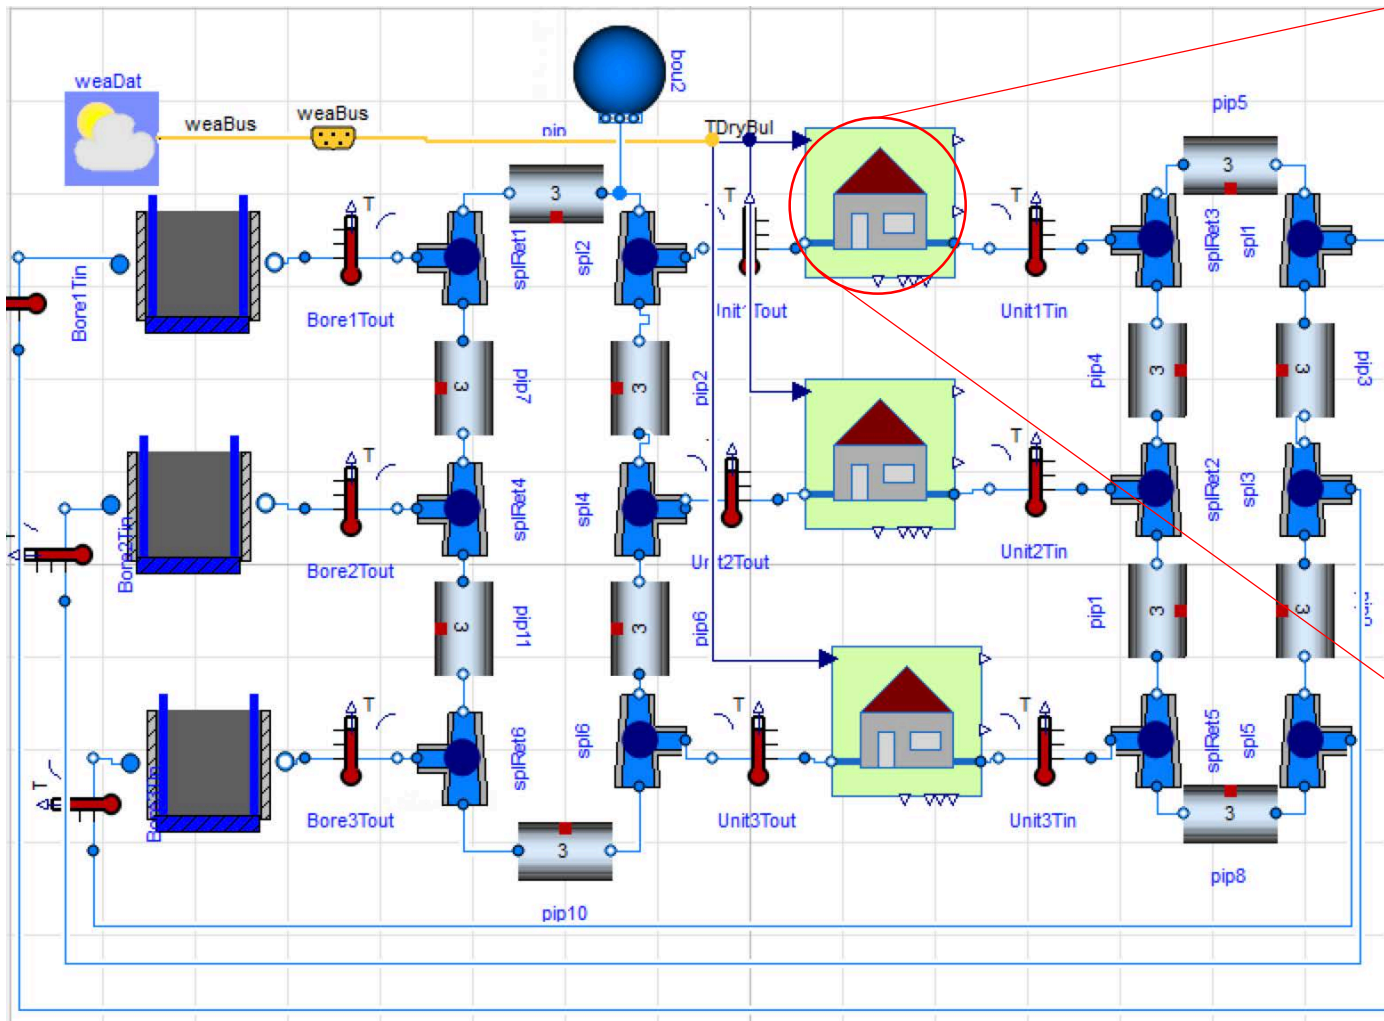 weaDat
weaBus
weaBus
bou2
TDryBul
pip5
T
T
T
3
splRet1
spl2
splRet3
spl1
Bore1Tin
Bore1Tout
Unit1Tin
3
pip7
3
pip2
pip4
3
3
pip3
T
T
splRet4
spl4
splRet2
spl3
Bore2Tin
Bore2Tout
Unit2Tout
Unit2Tin
3
pip11
3
pip6
pip1
3
3
T
T
T
T
splRet6
spl6
splRet5
spl5
Bore3Tout
Unit3Tout
Unit3Tin
3
3
pip10
pip8